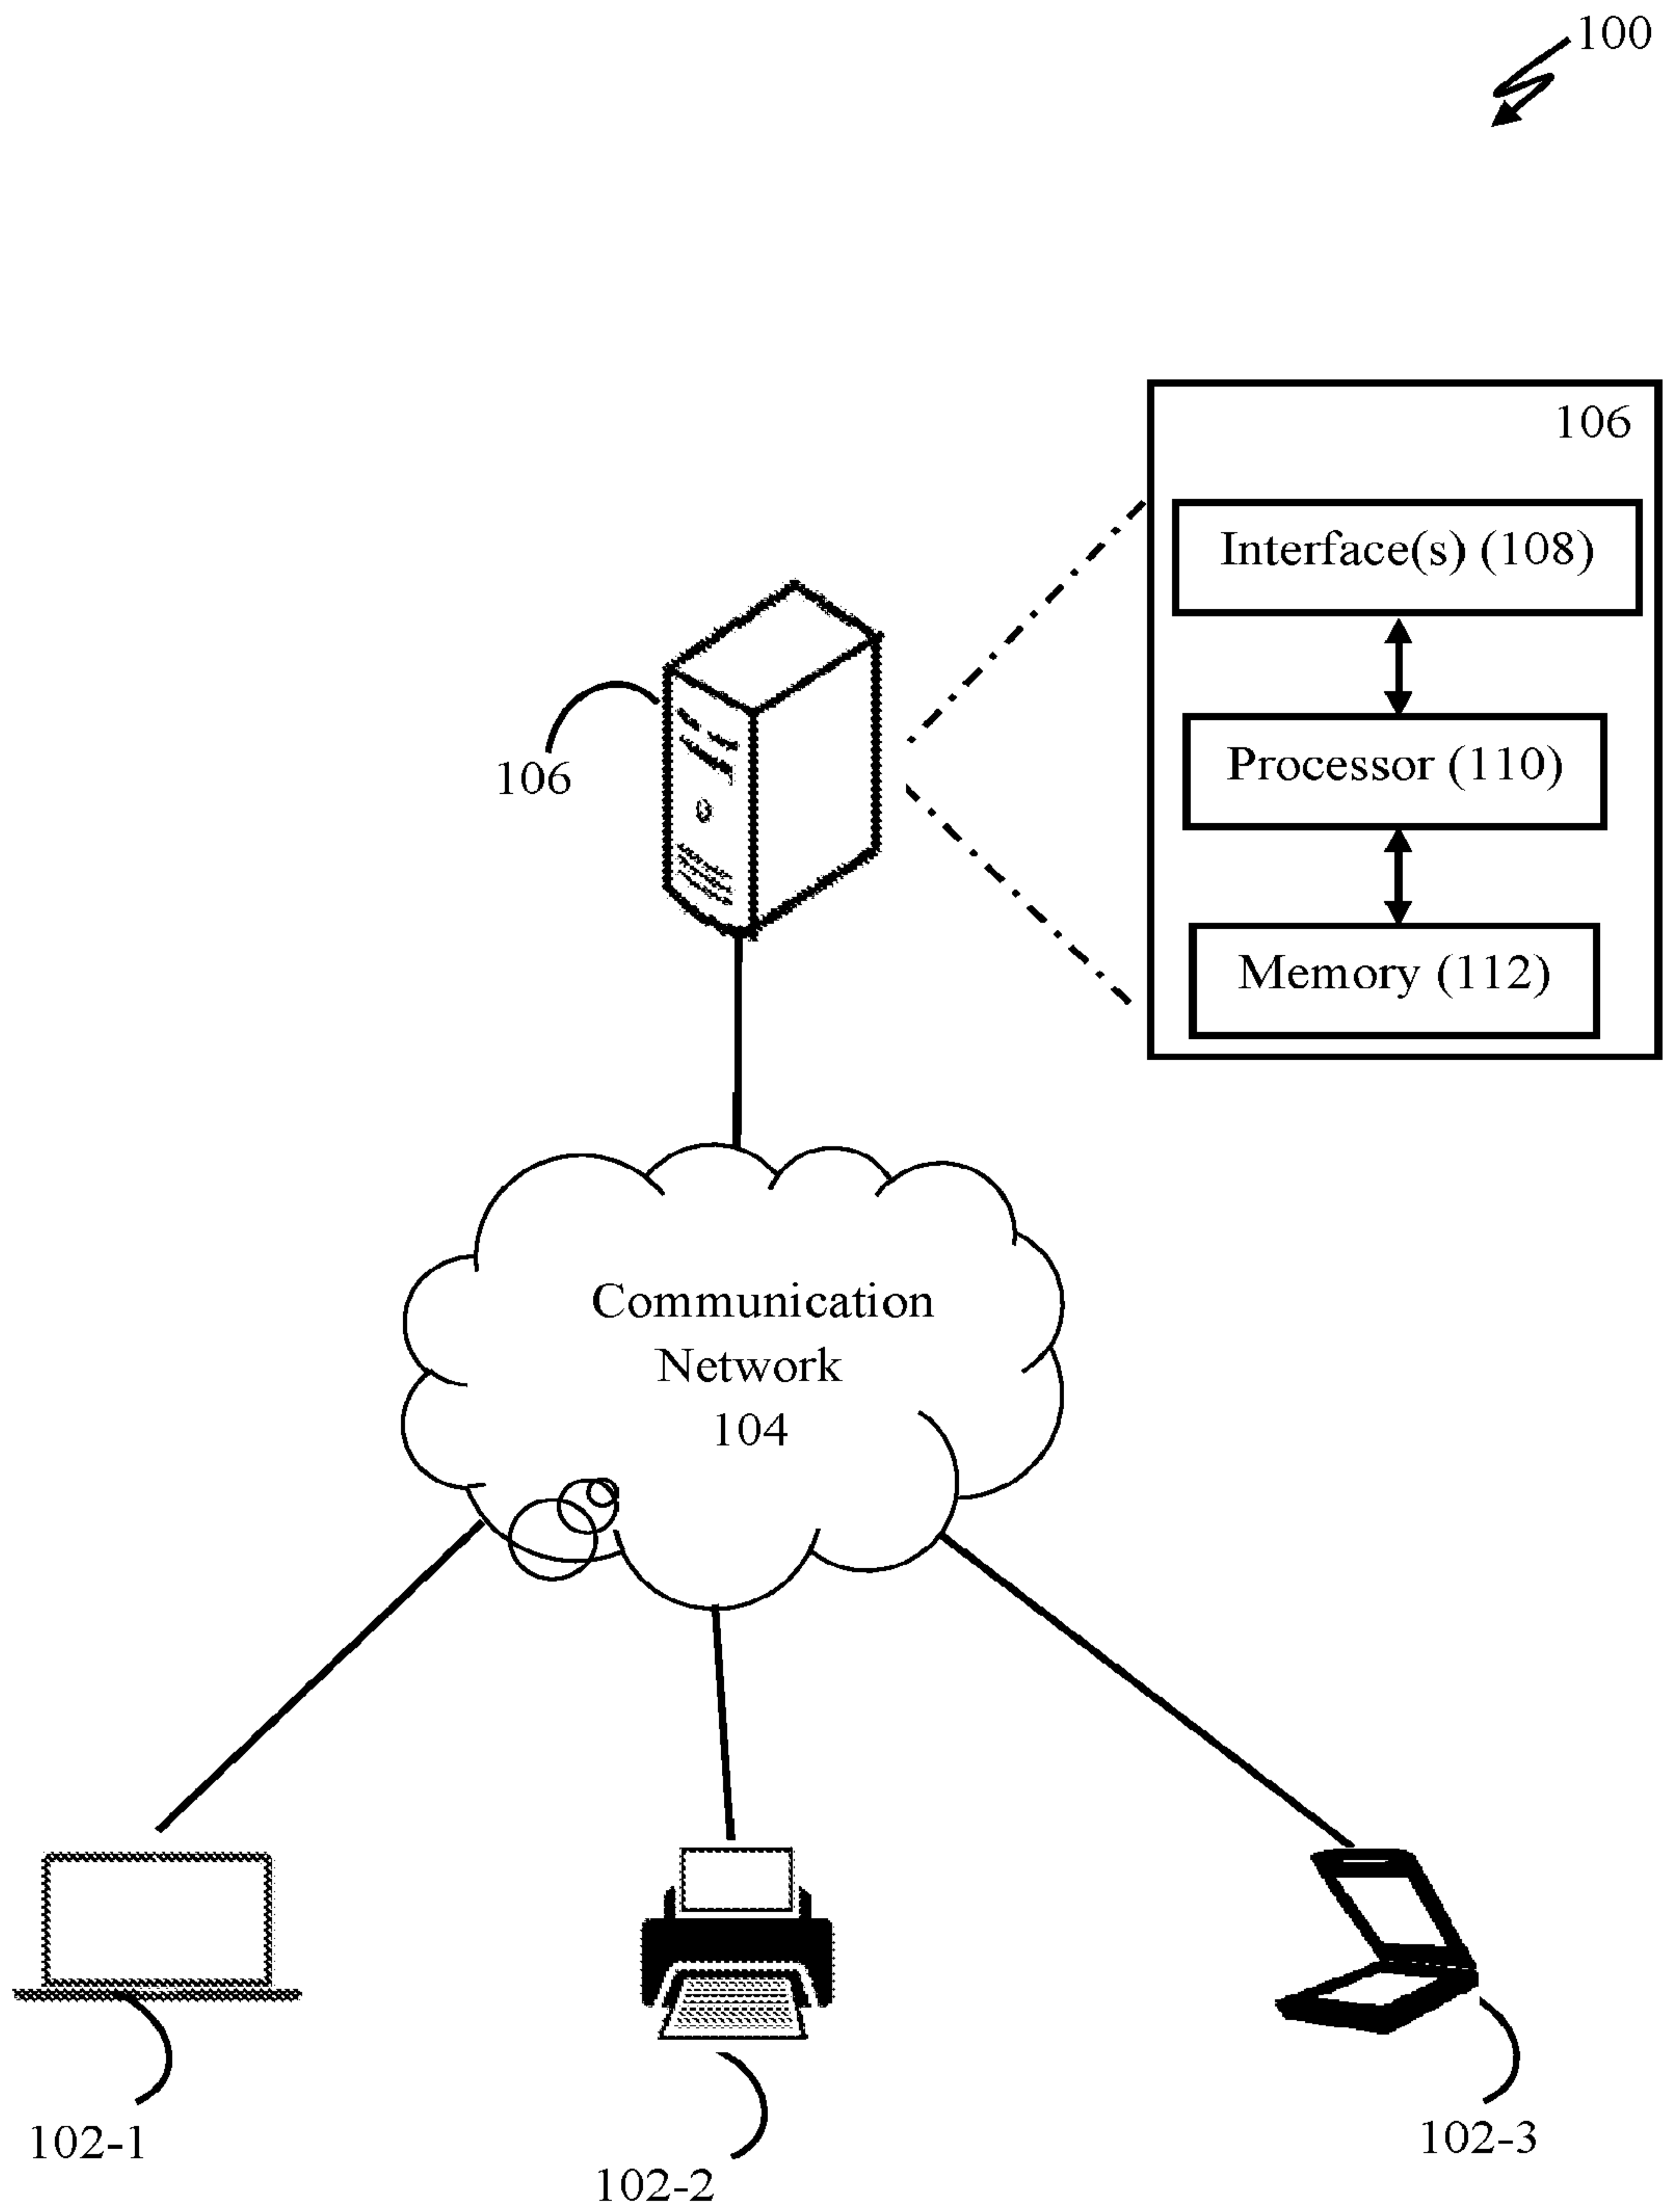 100
106
Interface(s) (108)
106
Processor (110)
Memory (112)
Communication
Network
104
102-1
102-2
102-3